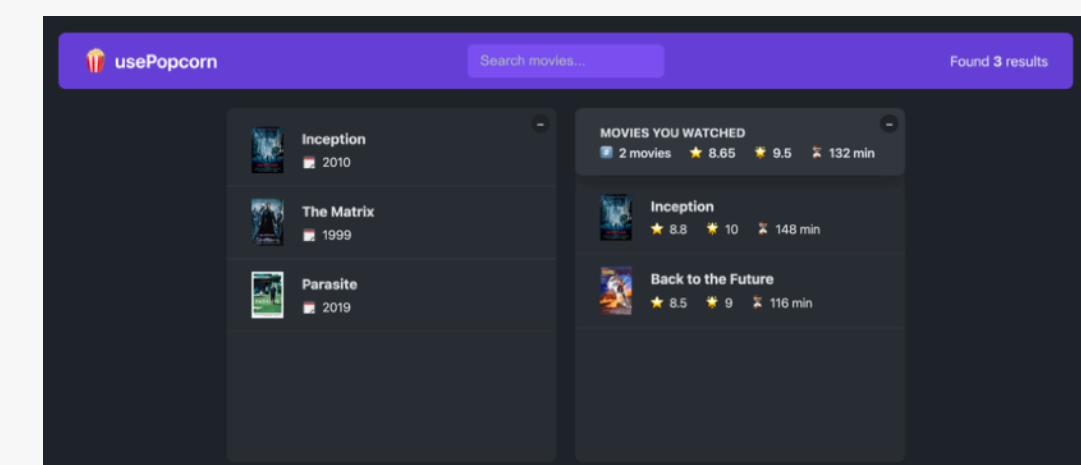 usePopcorn
Search movies...
Found 3 results
Inception
2010
The Matrix
1999
Parasite
2019
MOVIES YOU WATCHED
2 movies 8.65 9.5 132 min
Inception
8.8 10 148 min
Back to the Future
8.5 9 116 min